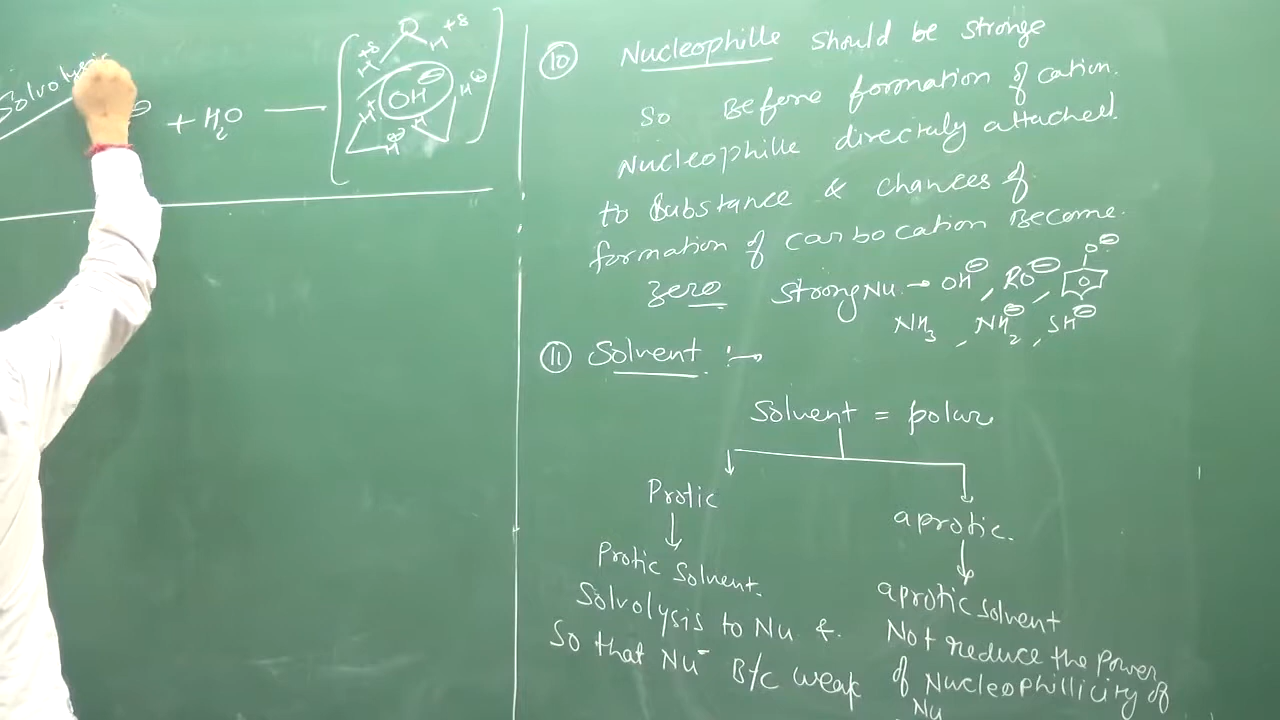 Solvolysis
⊖ + H2O
+δ O +δ
H H
OH⊖
H⊕
H
H⊕
H
⑩ Nucleophille should be stronge
so Before formation of cation.
Nucleophille directuly attached.
to substance & chances of
formation of carbocation Become.
zero strong Nu → OH⊖, RO⊖, O⊖
NH3, NH2⊖, SH⊖
⑪ Solvent :→
Solvent = polar
Protic
aprotic.
Protic Solvent.
Solvolysis to Nu &.
So that Nu⁻ B/c weak
aprotic solvent
Not reduce the Power
of Nucleophillicity of
Nu